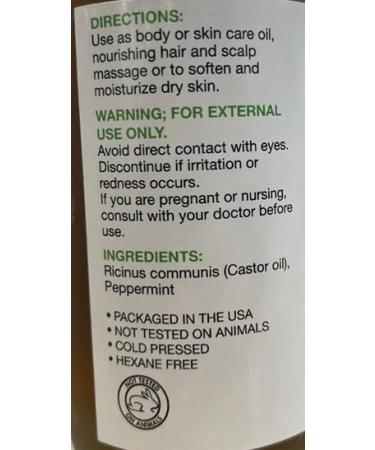 DIRECTIONS:
Use as body or skin care oil,
nourishing hair and scalp
massage or to soften and
moisturize dry skin.
WARNING; FOR EXTERNAL
USE ONLY.
Avoid direct contact with eyes.
Discontinue if irritation or
redness occurs.
If you are pregnant or nursing,
consult with your doctor before
use.
INGREDIENTS:
Ricinus communis (Castor oil),
Peppermint
* PACKAGED IN THE USA
* NOT TESTED ON ANIMALS
* COLD PRESSED
* HEXANE FREE
NOT TESTED
ON ANIMALS